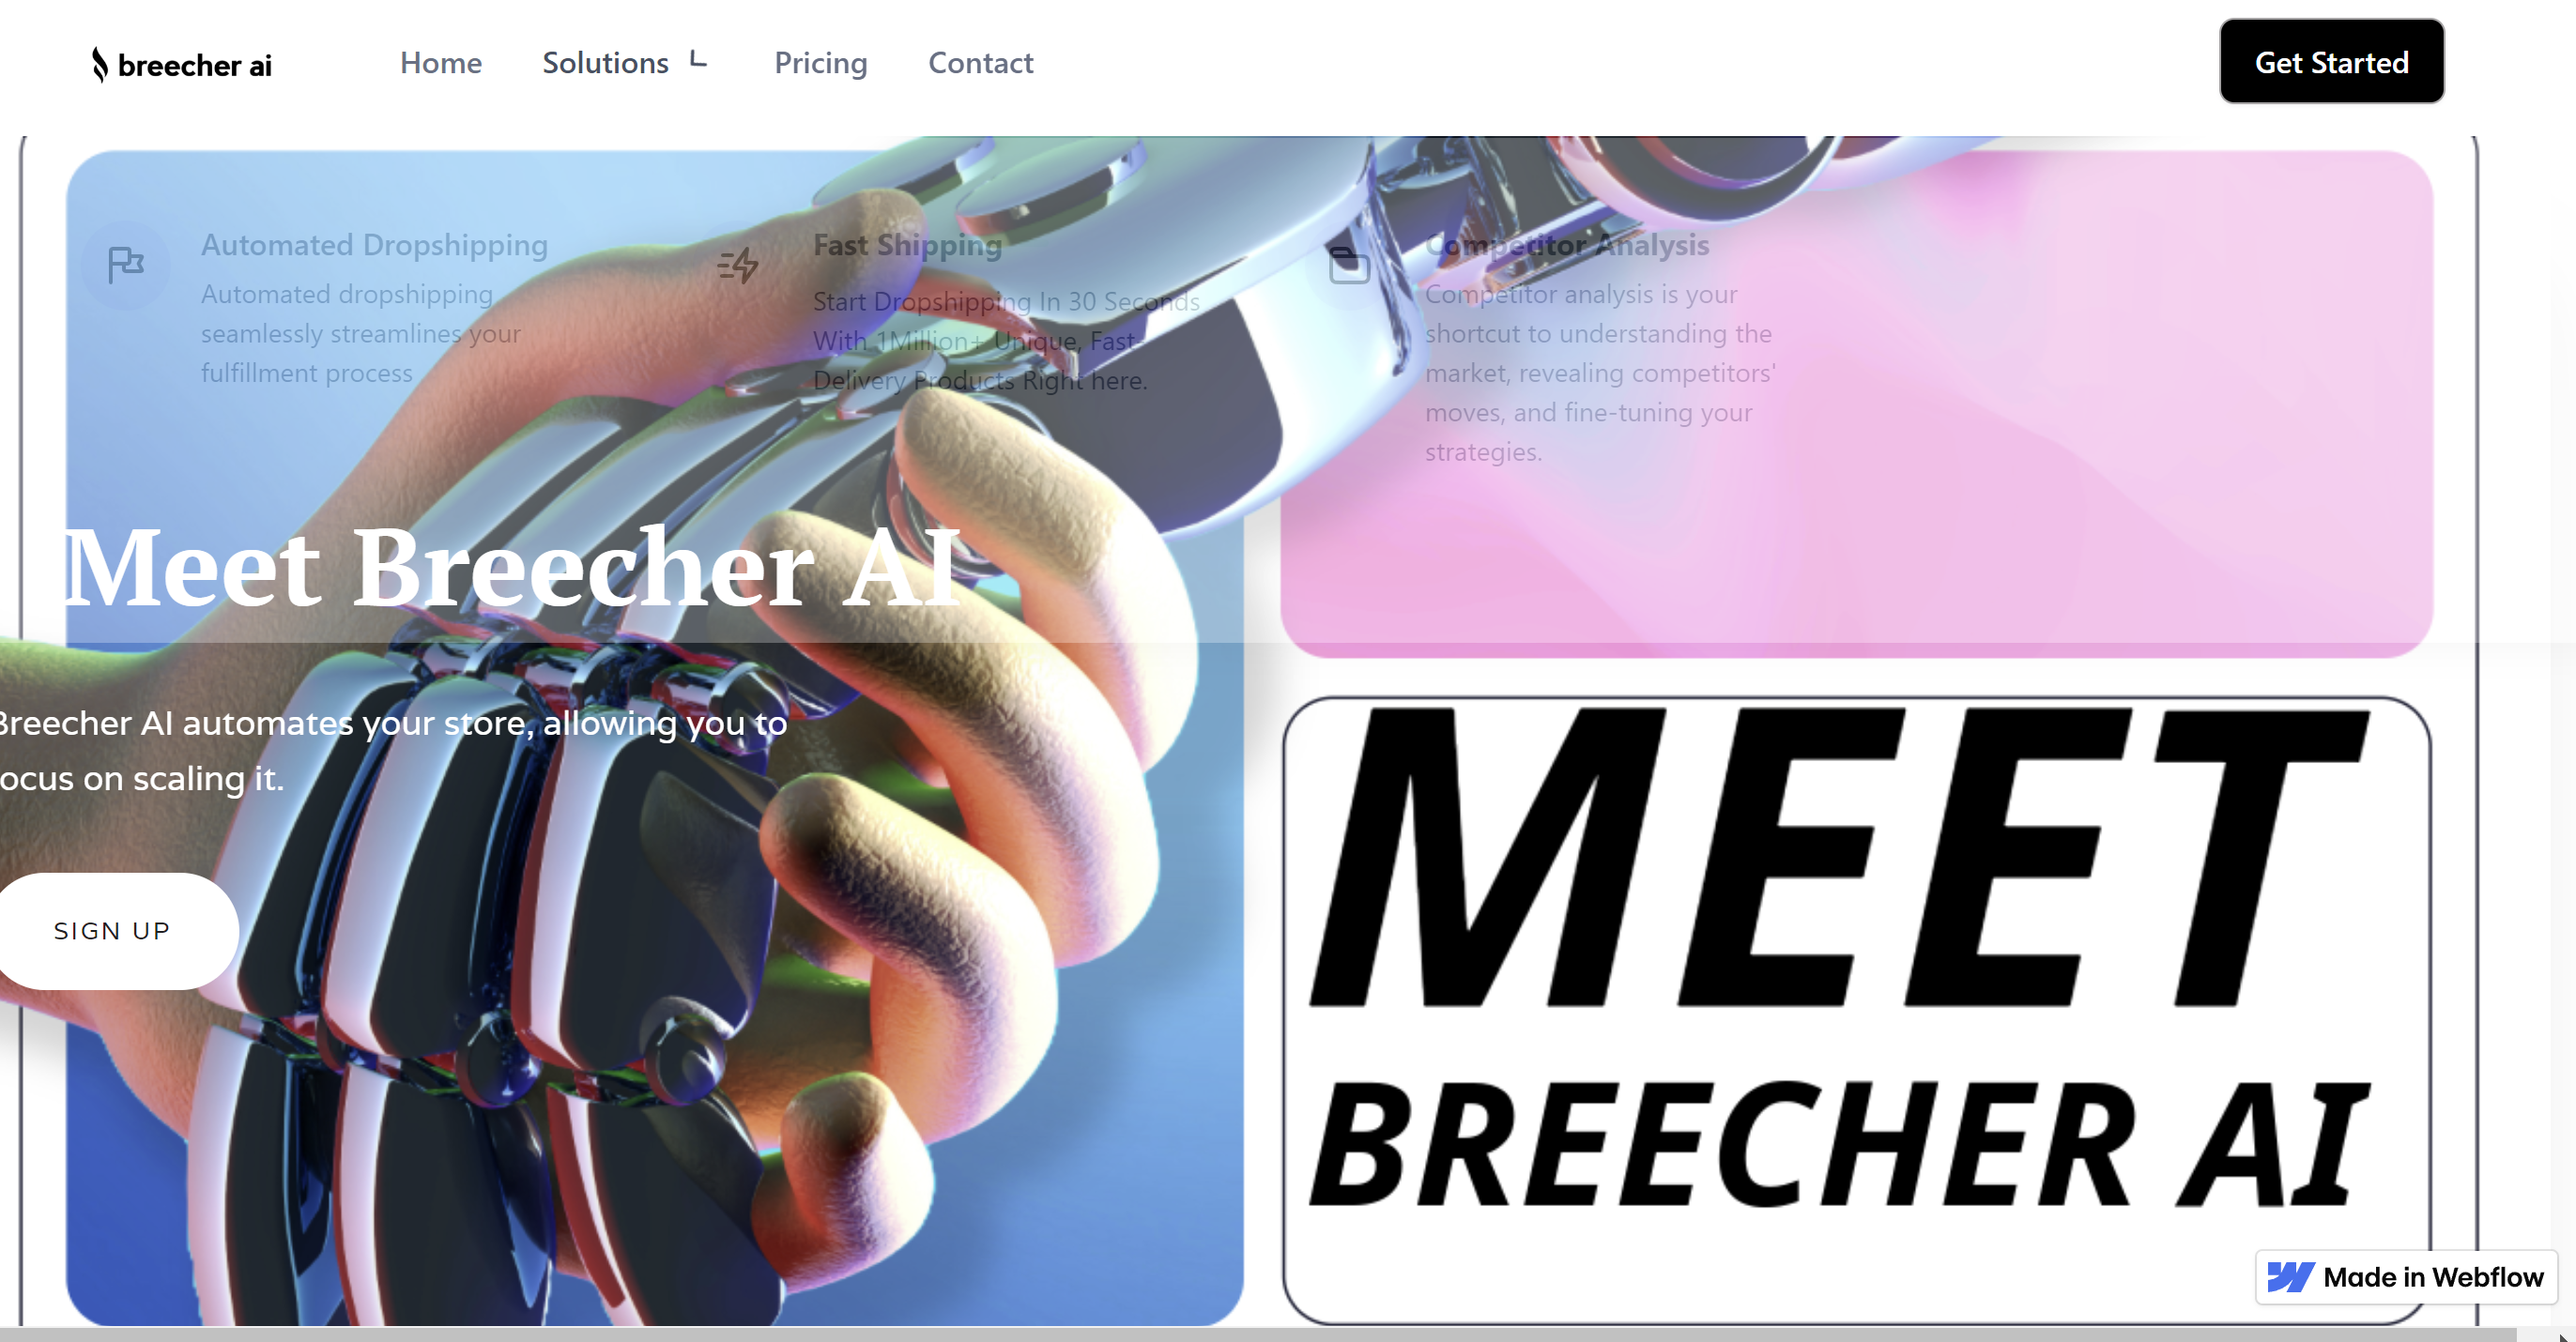 breecher ai
Home
Solutions
Pricing
Contact
Get Started
Automated Dropshipping
Automated dropshipping
seamlessly streamlines your
fulfillment process
Fast Shipping
Start Dropshipping In 30 Seconds
With 1Million+ Unique, Fast-
Delivery Products Right here.
Competitor Analysis
Competitor analysis is your
shortcut to understanding the
market, revealing competitors'
moves, and fine-tuning your
strategies.
Meet Breecher AI
Breecher AI automates your store, allowing you to
ocus on scaling it.
SIGN UP
MEET
BREECHER AI
Made in Webflow